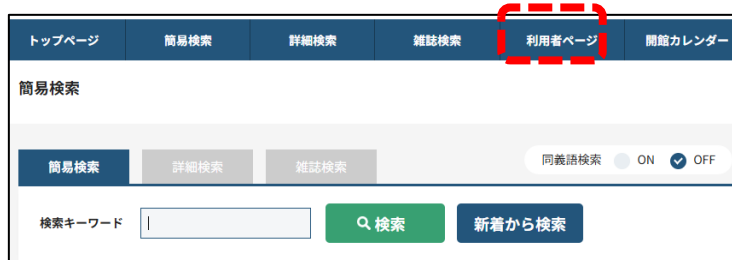 トップページ 簡易検索 詳細検索 雑誌検索 利用者ページ 開館カレンダー
簡易検索
簡易検索 詳細検索 雑誌検索 同義語検索 ON OFF
検索キーワード 検索 新着から検索